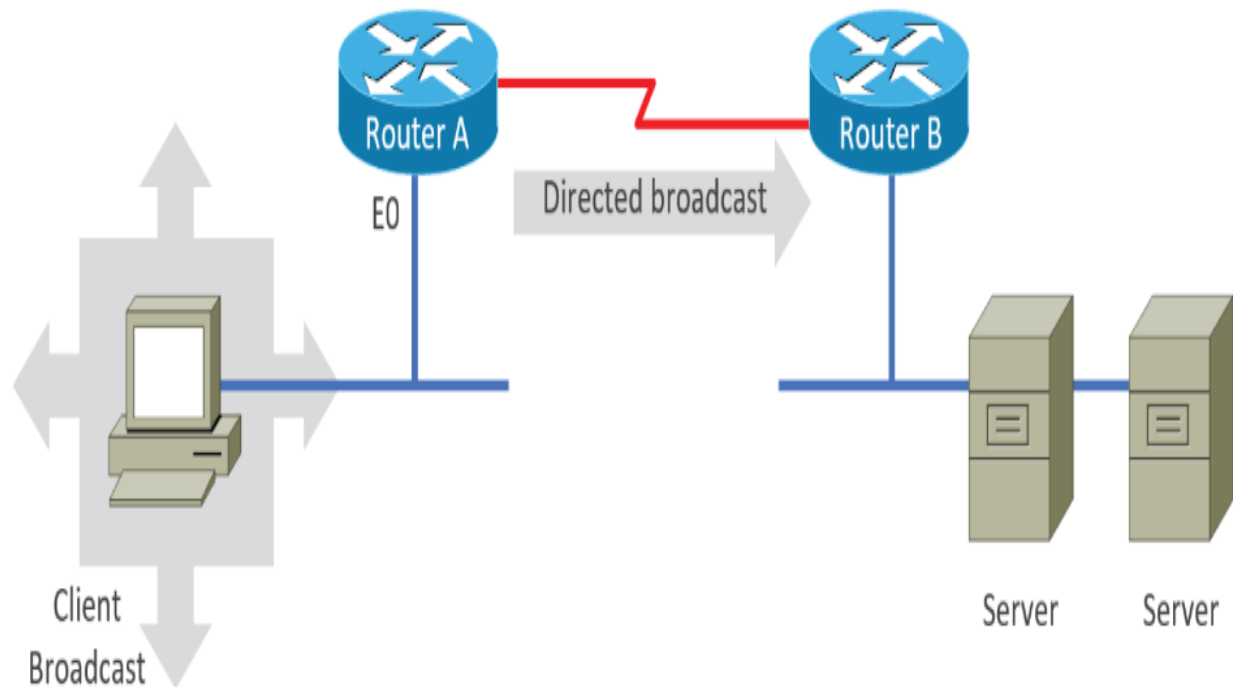 Router A
Router B
E0
Directed broadcast
Client
Broadcast
Server
Server